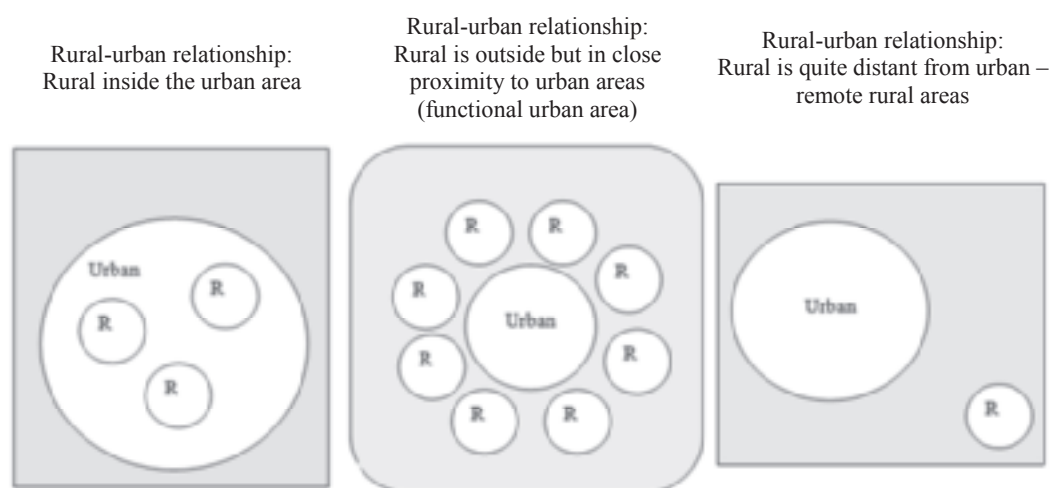 Rural-urban relationship:
Rural inside the urban area
Rural-urban relationship:
Rural is outside but in close
proximity to urban areas
(functional urban area)
Rural-urban relationship:
Rural is quite distant from urban –
remote rural areas
Urban
R
R
R
R
R
R
R
Urban
R
R
R
R
R
Urban
R